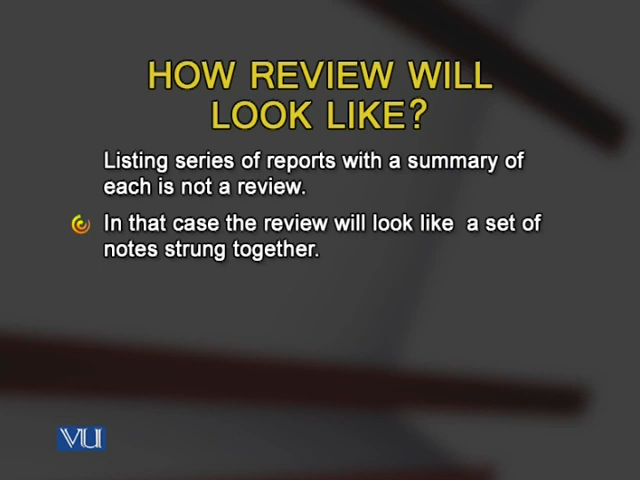 HOW REVIEW WILL
LOOK LIKE?
Listing series of reports with a summary of
each is not a review.
In that case the review will look like  a set of
notes strung together.
VU